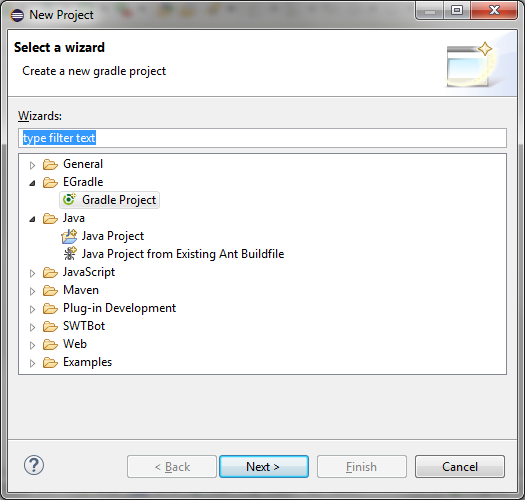 New Project
Select a wizard
Create a new gradle project
Wizards:
type filter text
General
EGradle
Gradle Project
Java
Java Project
Java Project from Existing Ant Buildfile
JavaScript
Maven
Plug-in Development
SWTBot
Web
Examples
?
< Back
Next >
Finish
Cancel